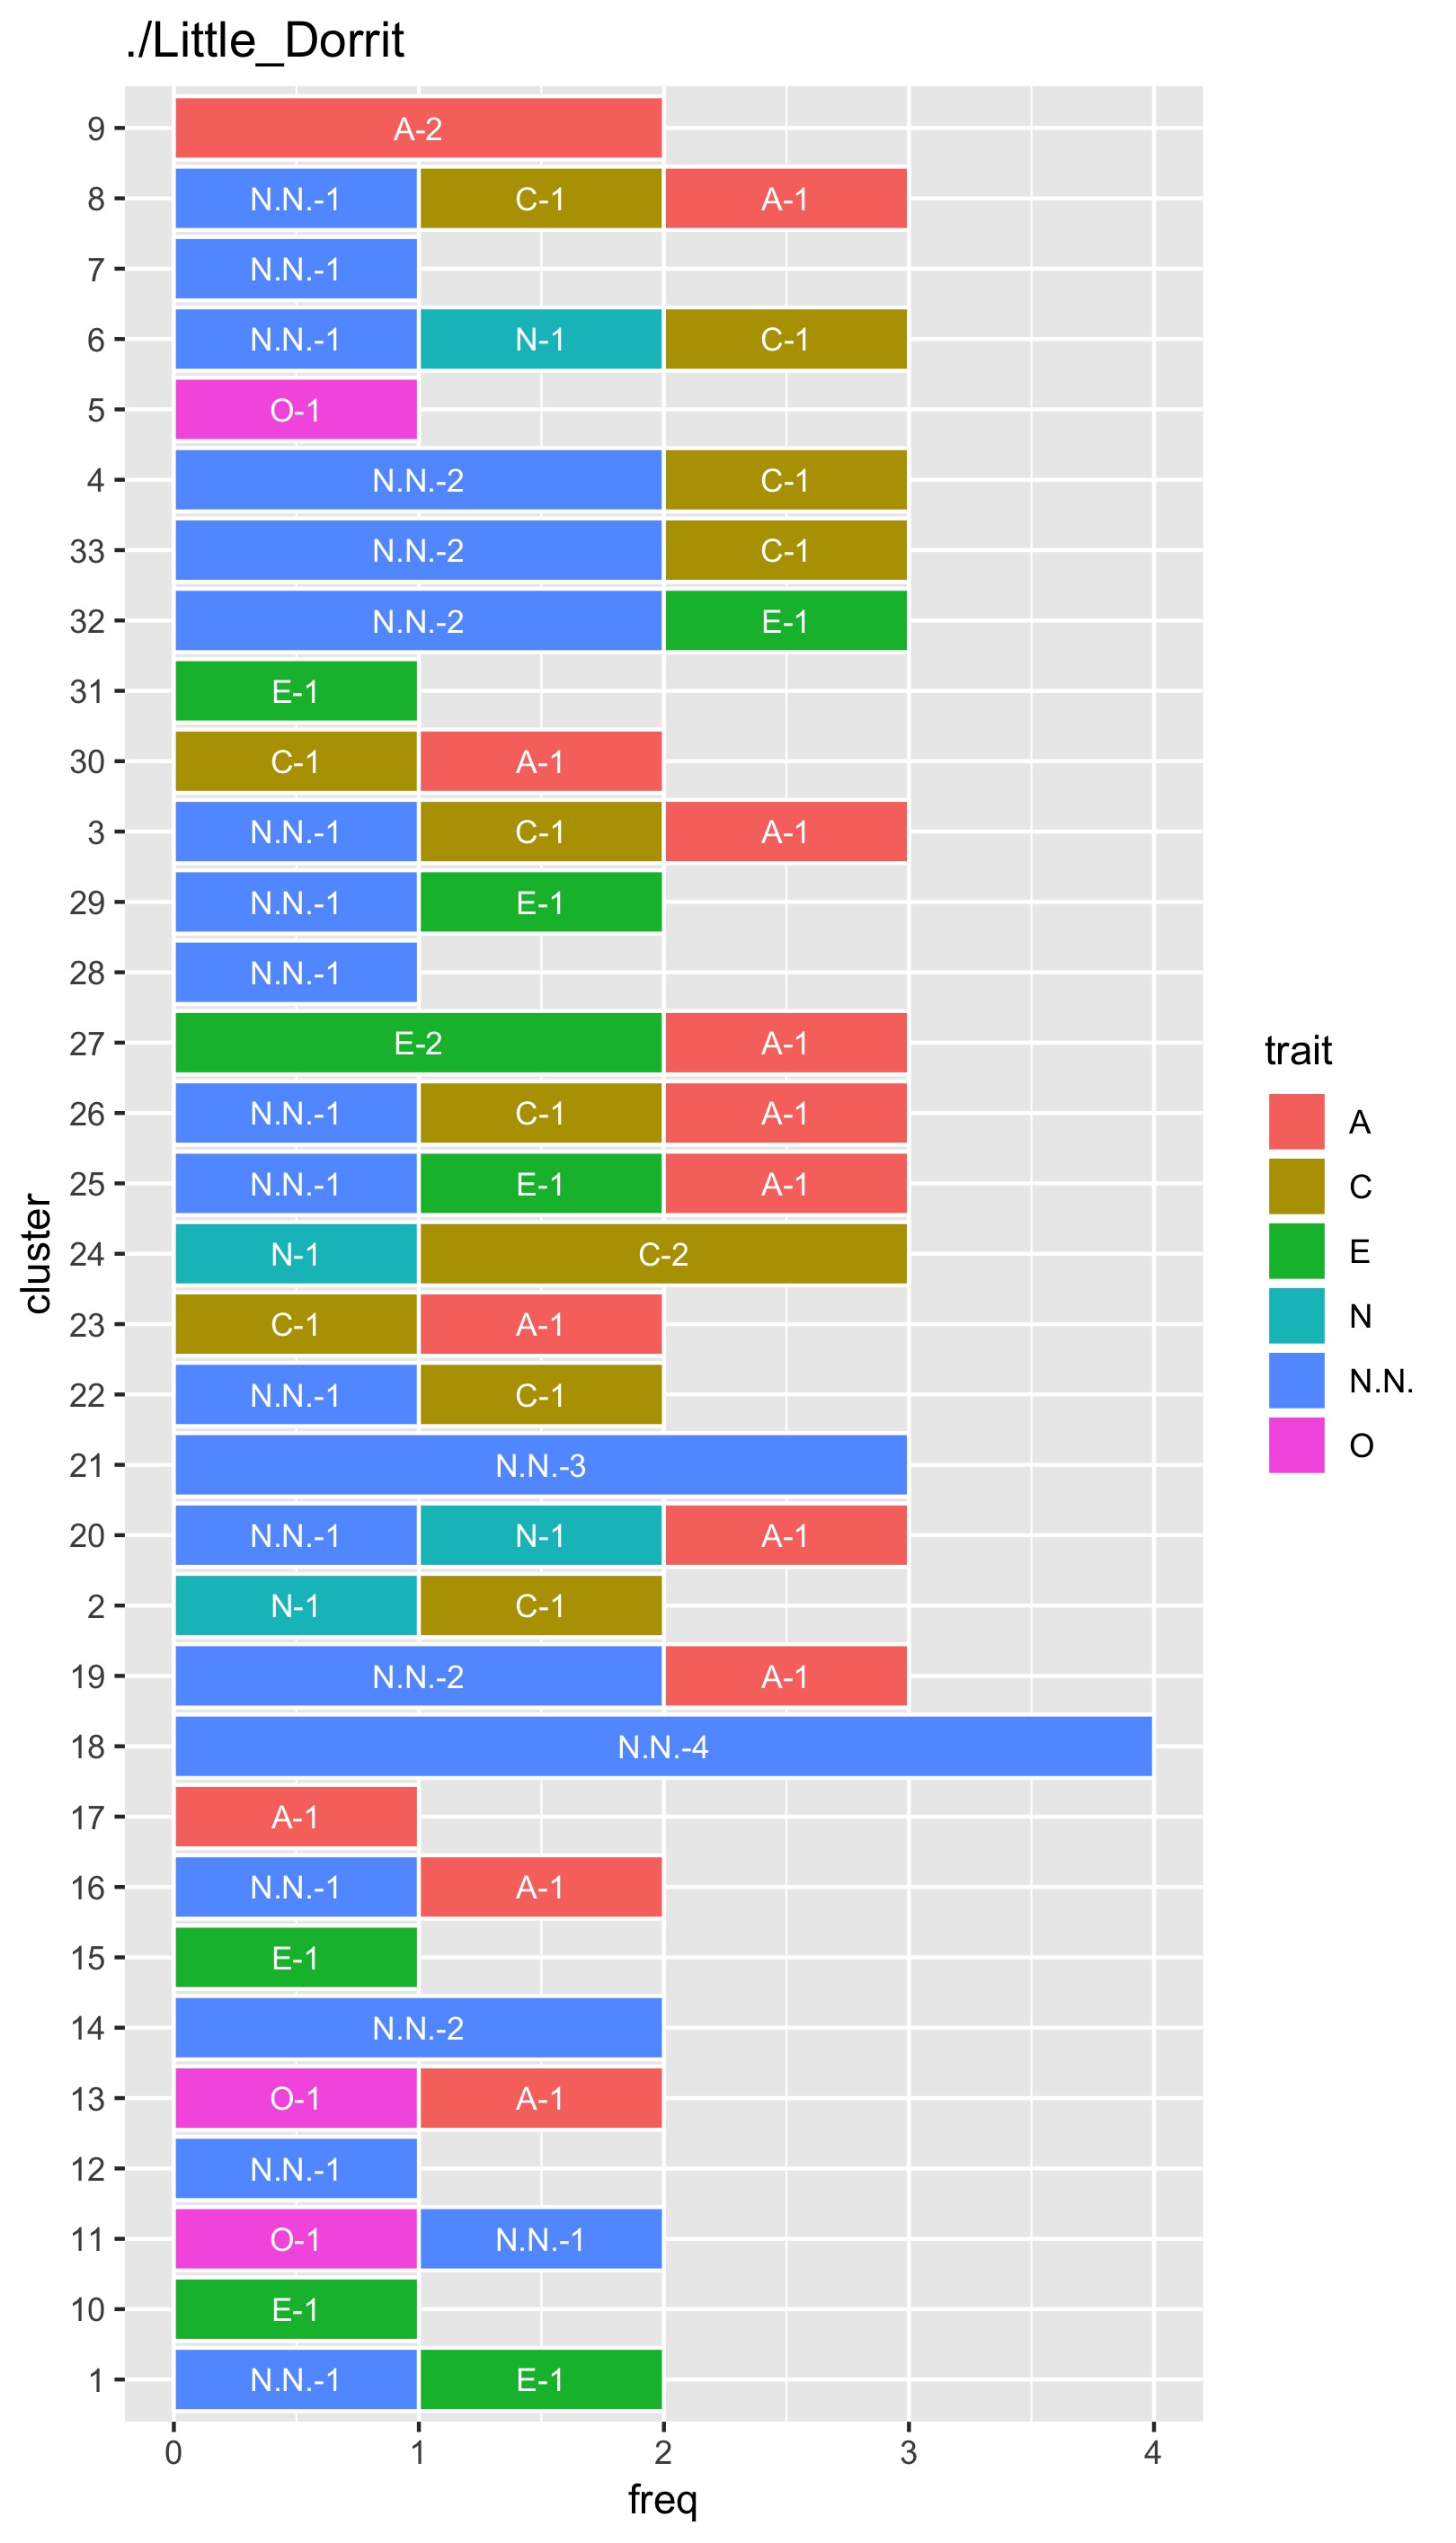 ./Little_Dorrit
9 A-2
8 N.N.-1 C-1 A-1
7 N.N.-1
6 N.N.-1 N-1 C-1
5 O-1
4 N.N.-2 C-1
33 N.N.-2 C-1
32 N.N.-2 E-1
31 E-1
30 C-1 A-1
3 N.N.-1 C-1 A-1
29 N.N.-1 E-1
28 N.N.-1
27 E-2 A-1
26 N.N.-1 C-1 A-1
25 N.N.-1 E-1 A-1
24 N-1 C-2
23 C-1 A-1
22 N.N.-1 C-1
21 N.N.-3
20 N.N.-1 N-1 A-1
2 N-1 C-1
19 N.N.-2 A-1
18 N.N.-4
17 A-1
16 N.N.-1 A-1
15 E-1
14 N.N.-2
13 O-1 A-1
12 N.N.-1
11 O-1 N.N.-1
10 E-1
1 N.N.-1 E-1
0 1 2 3 4
freq
cluster
trait
A
C
E
N
N.N.
O